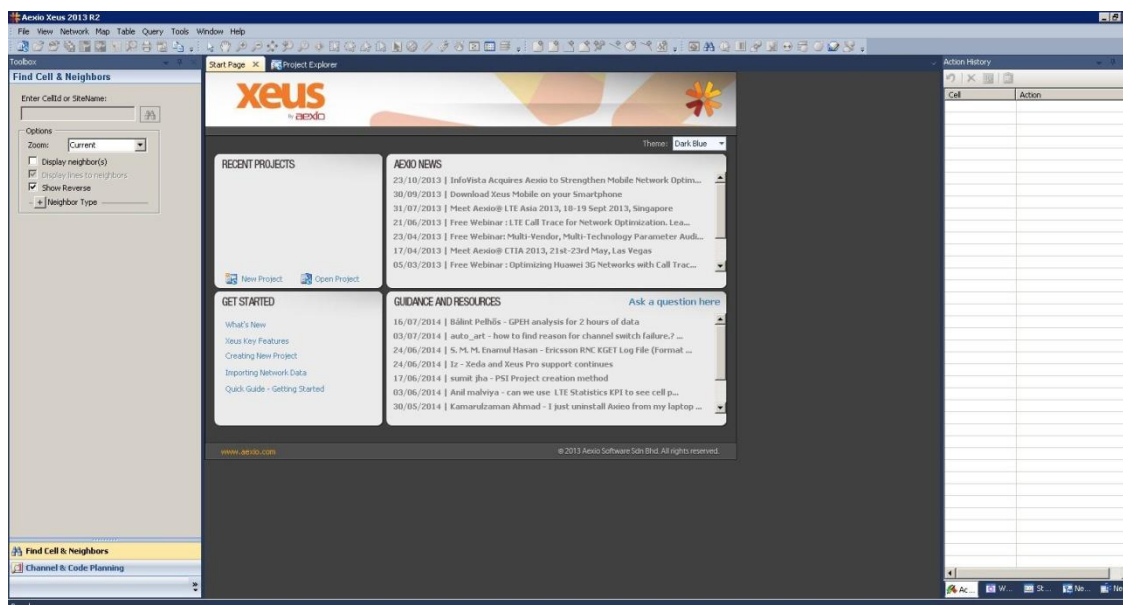 Aexio Xeus 2013 R2
File View Network Map Table Query Tools Window Help
Toolbox
Find Cell & Neighbors
Enter CellId or SiteName:
Options
Zoom: Current
Display neighbor(s)
Display lines to neighbors
Show Reverse
+ Neighbor Type
Find Cell & Neighbors
Channel & Code Planning
Start Page Project Explorer
xeus
by aexio
Theme: Dark Blue
RECENT PROJECTS
New Project Open Project
AEXIO NEWS
23/10/2013 | InfoVista Acquires Aexio to Strengthen Mobile Network Optim...
30/09/2013 | Download Xeus Mobile on your Smartphone
31/07/2013 | Meet Aexio@ LTE Asia 2013, 18-19 Sept 2013, Singapore
21/06/2013 | Free Webinar : LTE Call Trace for Network Optimization. Lea...
23/04/2013 | Free Webinar: Multi-Vendor, Multi-Technology Parameter Audi...
17/04/2013 | Meet Aexio@ CTIA 2013, 21st-23rd May, Las Vegas
05/03/2013 | Free Webinar : Optimizing Huawei 3G Networks with Call Trac...
GET STARTED
What's New
Xeus Key Features
Creating New Project
Importing Network Data
Quick Guide - Getting Started
GUIDANCE AND RESOURCES
Ask a question here
16/07/2014 | Bálint Pelhõs - GPEH analysis for 2 hours of data
03/07/2014 | auto_art - how to find reason for channel switch failure.? ...
24/06/2014 | S. M. M. Enamul Hasan - Ericsson RNC KGET Log File (Format ...
24/06/2014 | Iz - Xeda and Xeus Pro support continues
17/06/2014 | sumit jha - PSI Project creation method
03/06/2014 | Anil malviya - can we use LTE Statistics KPI to see cell p...
30/05/2014 | Kamarulzaman Ahmad - I just uninstall Axieo from my laptop ...
www.aexio.com
© 2013 Aexio Software Sdn Bhd. All rights reserved.
Action History
Cell Action
Ac... W... St... Ne... Ne